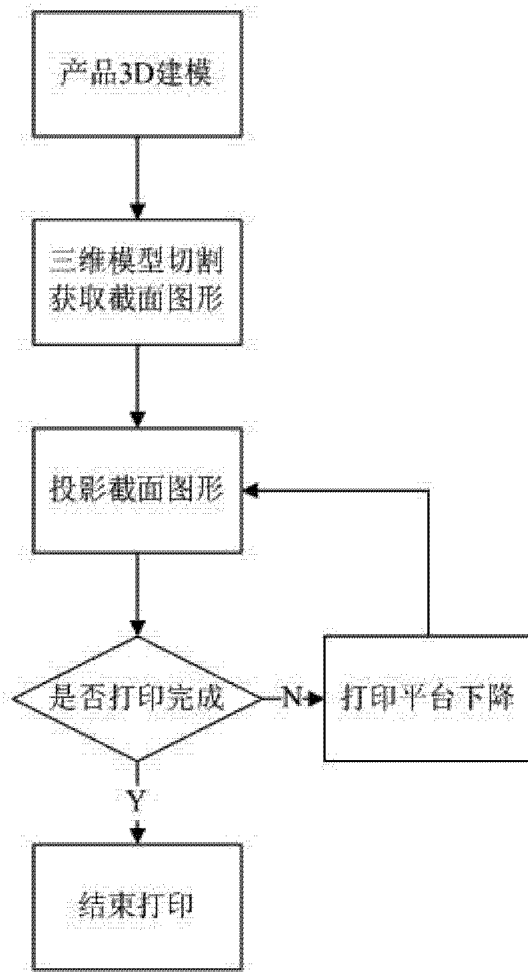 产品3D建模
三维模型切割
获取截面图形
投影截面图形
是否打印完成
N
打印平台下降
Y
结束打印